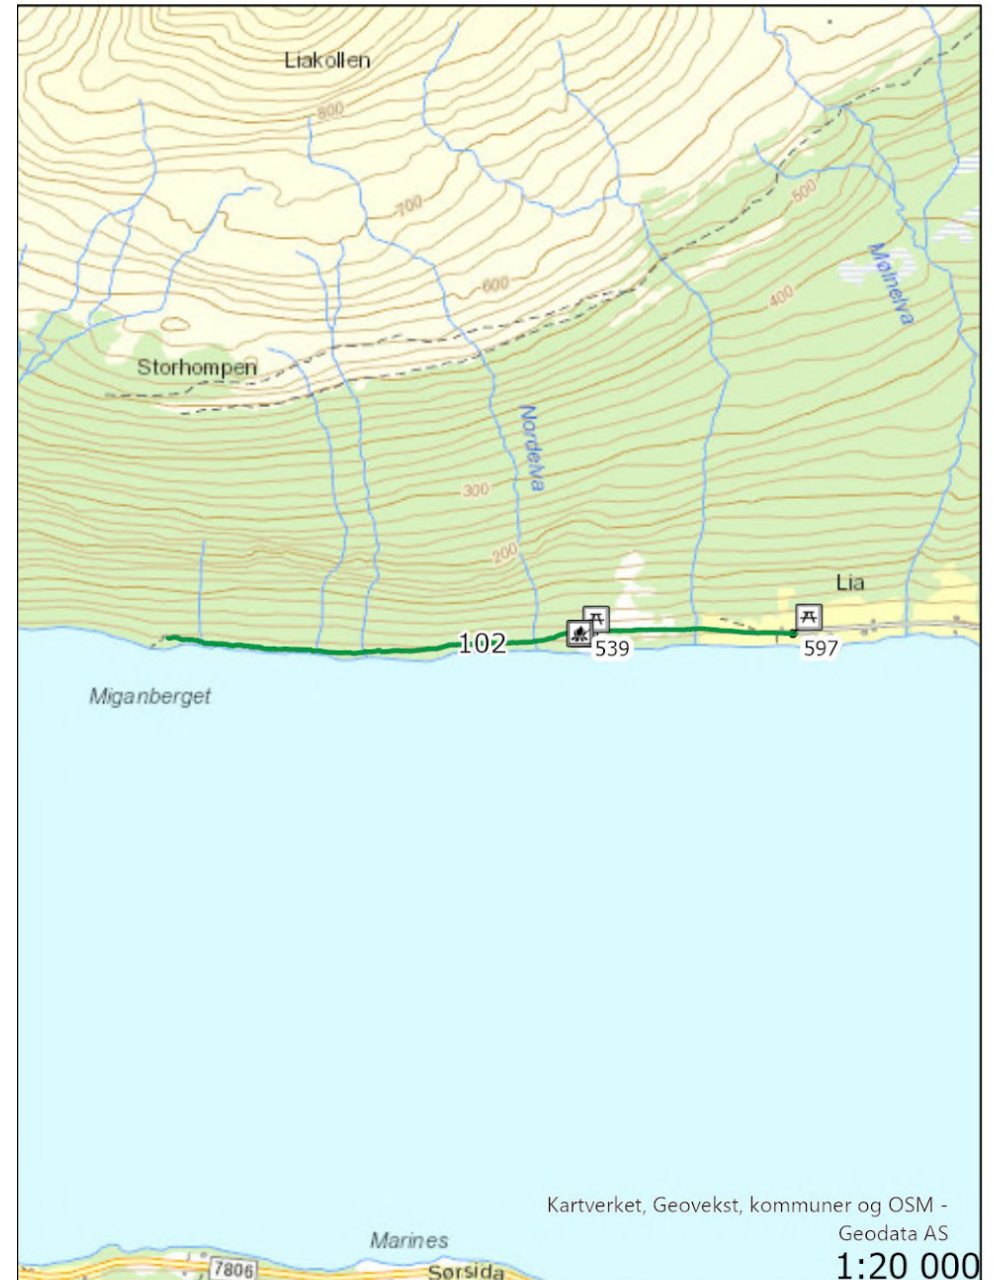 Liakollen
800
700
500
600
400
Mølnelva
Storhompen
Nordelva
300
200
Lia
102
539
597
Miganberget
Kartverket, Geovekst, kommuner og OSM -
Geodata AS
Marines
1:20 000
7806
Sørsida